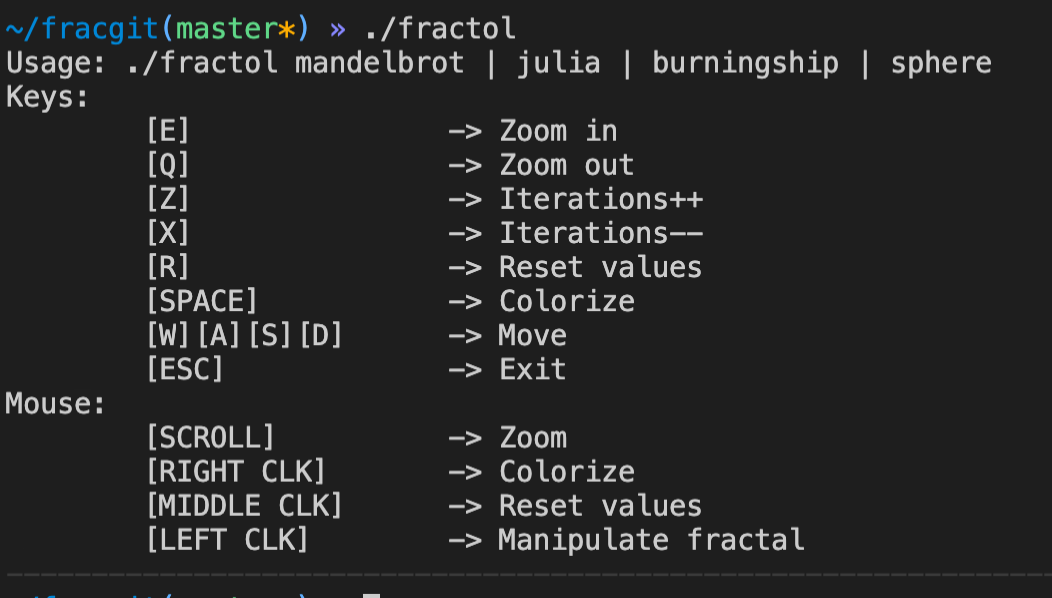 ~/fracgit(master*) » ./fractol
Usage: ./fractol mandelbrot | julia | burningship | sphere
Keys:
[E] —> Zoom in
[Q] —> Zoom out
[Z] —> Iterations++
[X] —> Iterations--
[R] —> Reset values
[SPACE] —> Colorize
[W][A][S][D] —> Move
[ESC] —> Exit
Mouse:
[SCROLL] —> Zoom
[RIGHT CLK] —> Colorize
[MIDDLE CLK] —> Reset values
[LEFT CLK] —> Manipulate fractal